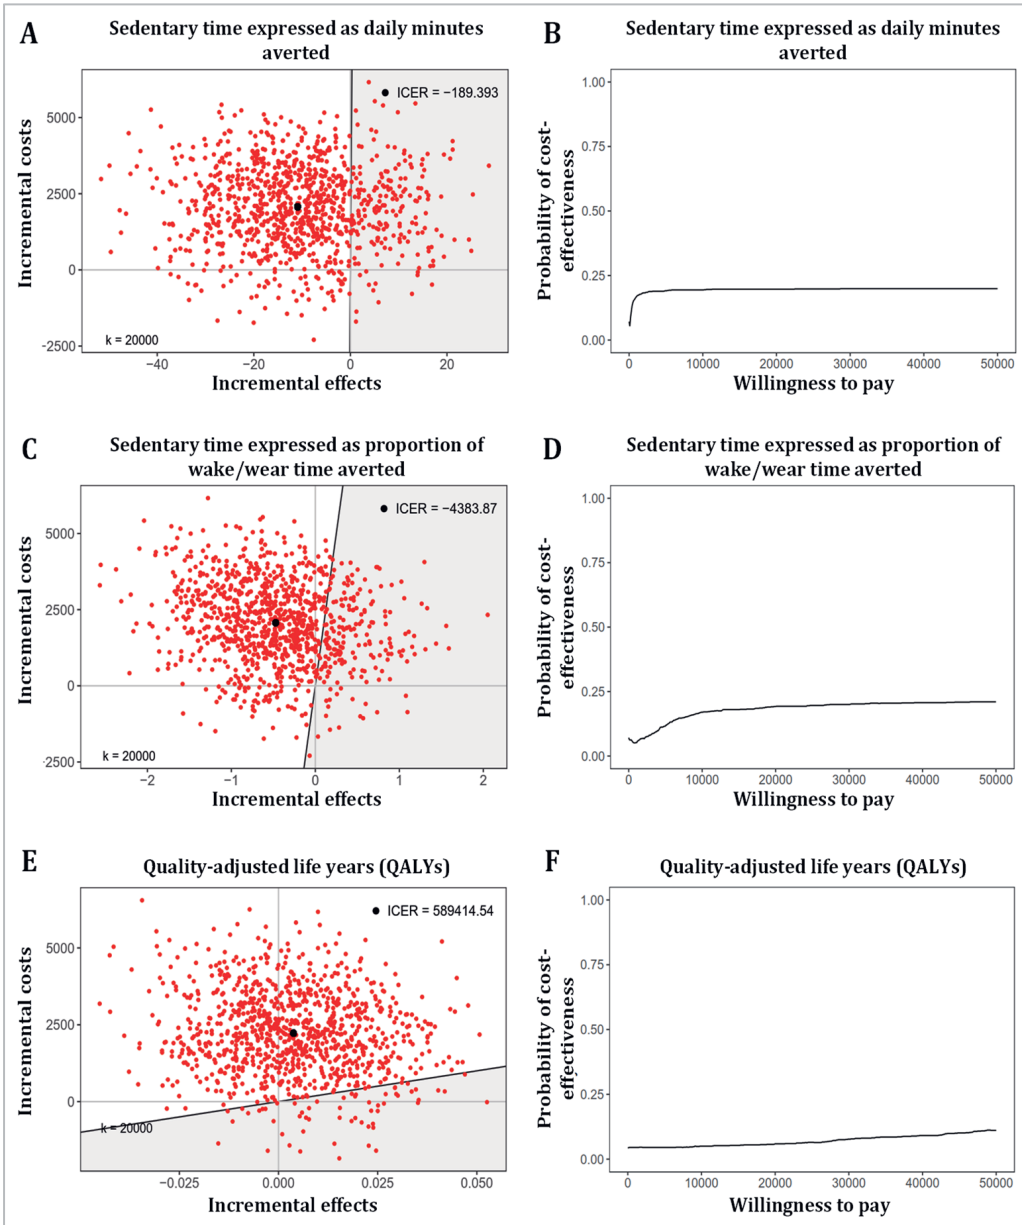 A
Sedentary time expressed as daily minutes
averted
ICER = −189.393
5000
2500
0
-2500
k = 20000
−40
−20
0
20
Incremental costs
Incremental effects
B
Sedentary time expressed as daily minutes
averted
1.00
0.75
0.50
0.25
0.00
0
10000
20000
30000
40000
50000
Probability of cost-
effectiveness
Willingness to pay
C
Sedentary time expressed as proportion of
wake/wear time averted
ICER = −4383.87
5000
2500
0
2500
k = 20000
−2
−1
0
1
2
Incremental costs
Incremental effects
D
Sedentary time expressed as proportion of
wake/wear time averted
1.00
0.75
0.50
0.25
0.00
0
10000
20000
30000
40000
50000
Probability of cost-
effectiveness
Willingness to pay
E
Quality-adjusted life years (QALYs)
ICER = 589414.54
5000
2500
0
k = 20000
−0.025
0.000
0.025
0.050
Incremental costs
Incremental effects
F
Quality-adjusted life years (QALYs)
1.00
0.75
0.50
0.25
0.00
0
10000
20000
30000
40000
50000
Probability of cost-
effectiveness
Willingness to pay